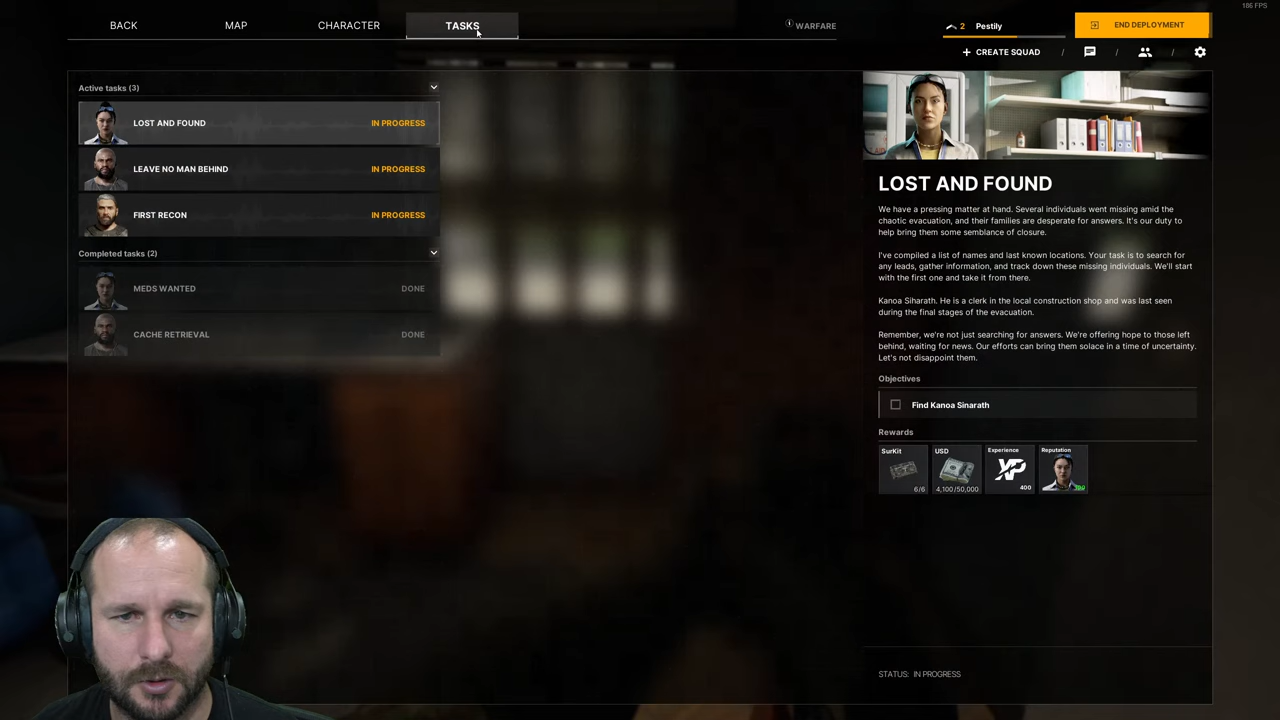 186 FPS
BACK
MAP
CHARACTER
TASKS
WARFARE
2 Pestily
END DEPLOYMENT
+ CREATE SQUAD / / /
Active tasks (3)
LOST AND FOUND IN PROGRESS
LEAVE NO MAN BEHIND IN PROGRESS
FIRST RECON IN PROGRESS
Completed tasks (2)
MEDS WANTED DONE
CACHE RETRIEVAL DONE
LOST AND FOUND
We have a pressing matter at hand. Several individuals went missing amid the
chaotic evacuation, and their families are desperate for answers. It's our duty to
help bring them some semblance of closure.
I've compiled a list of names and last known locations. Your task is to search for
any leads, gather information, and track down these missing individuals. We'll start
with the first one and take it from there.
Kanoa Siharath. He is a clerk in the local construction shop and was last seen
during the final stages of the evacuation.
Remember, we're not just searching for answers. We're offering hope to those left
behind, waiting for news. Our efforts can bring them solace in a time of uncertainty.
Let's not disappoint them.
Objectives
Find Kanoa Sinarath
Rewards
SurKit 6/6
USD 4,100/50,000
Experience XP 400
Reputation
STATUS: IN PROGRESS